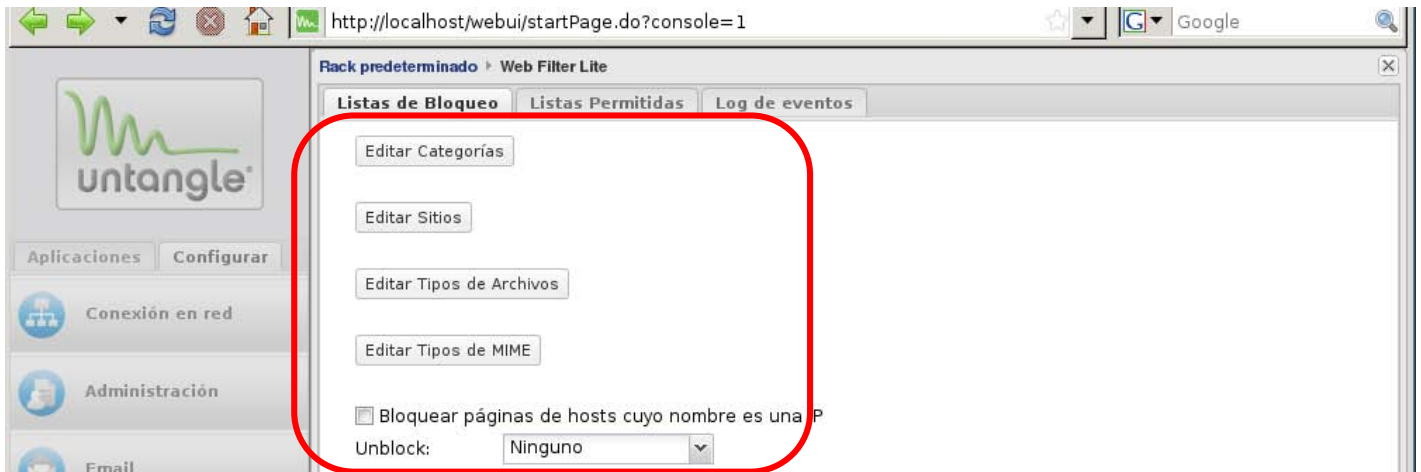 http://localhost/webui/startPage.do?console=1
Google
Rack predeterminado Web Filter Lite
Listas de Bloqueo Listas Permitidas Log de eventos
Editar Categorías
untangle
Editar Sitios
Aplicaciones Configurar
Editar Tipos de Archivos
Conexión en red
Editar Tipos de MIME
Administración
Bloquear páginas de hosts cuyo nombre es una P
Unblock: Ninguno
Email